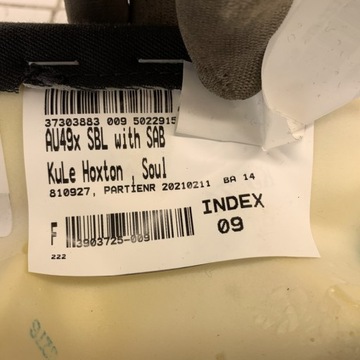 37303883 009 5022915
AU49x SBL with SAB
KuLe Hoxton , Soul
810927, PARTIENR 20210211 BA 14
INDEX
09
F 3903725-009
222